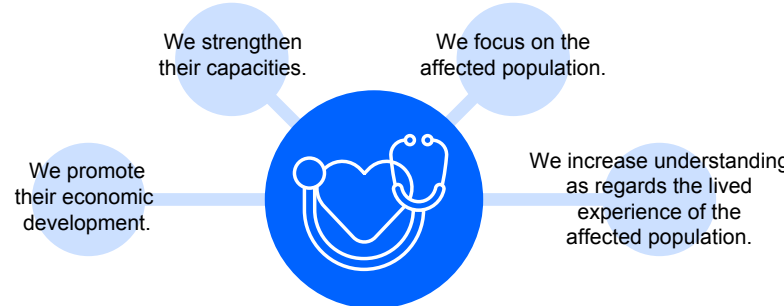 We strengthen
their capacities.
We focus on the
affected population.
We promote
their economic
development.
We increase understanding
as regards the lived
experience of the
affected population.